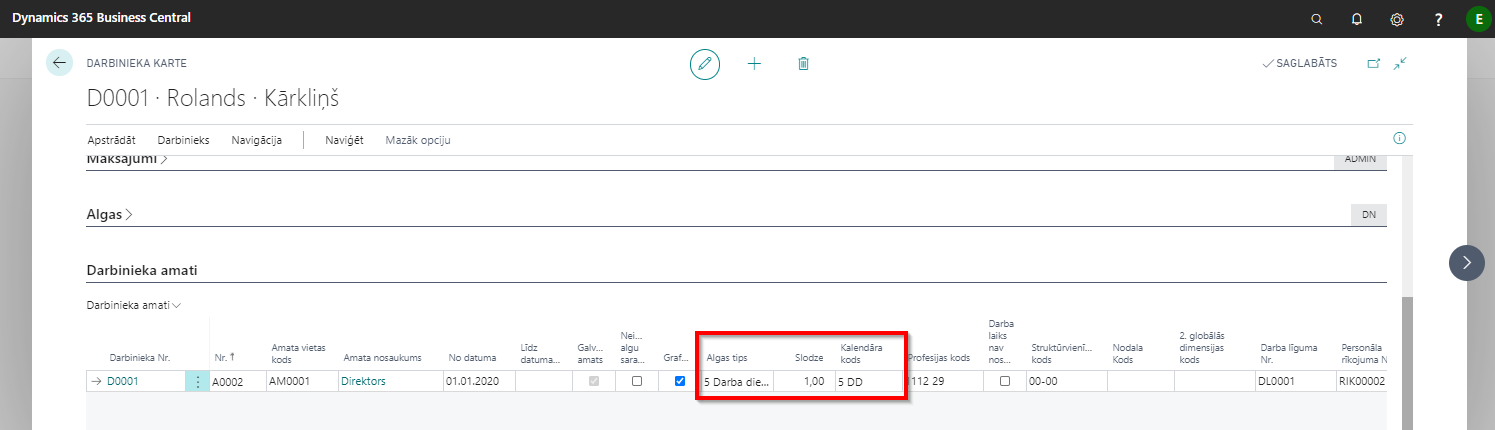 Dynamics 365 Business Central
?
E
DARBINIEKA KARTE
SAGLABĀTS
D0001 · Rolands · Kārkliņš
Apstrādāt Darbinieks Navigācija Naviģēt Mazāk opciju
Maksājumi
ADMIN
Algas
DN
Darbinieka amati
Darbinieka amati
Darbinieka Nr. Nr. ↑ Amata vietas kods Amata nosaukums No datuma Līdz datuma... Galv... amats Nei... algu sara... Graf... Algas tips Slodze Kalendāra kods Profesijas kods Darba laiks nav nos... Struktūrvienī... kods Nodala Kods 2. globālās dimensijas kods Darba līguma Nr. Personāla rīkojuma N
D0001 A0002 AM0001 Direktors 01.01.2020 5 Darba die... 1,00 5 DD 1112 29 00-00 DL0001 RIK00002